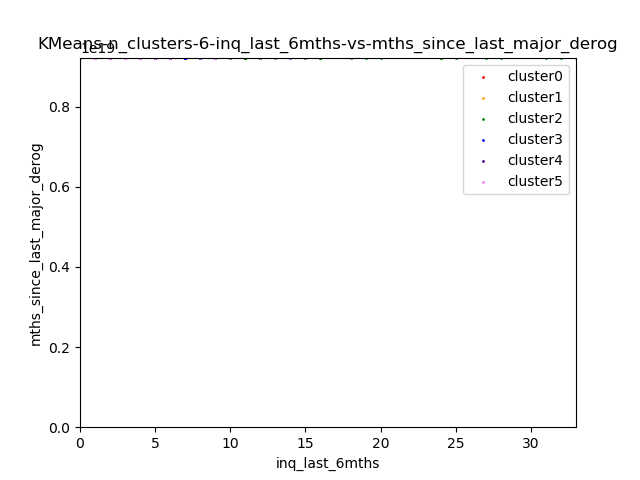 KMeans-n_clusters-6-inq_last_6mths-vs-mths_since_last_major_derog
1e19
cluster0
cluster1
cluster2
cluster3
cluster4
cluster5
0.8
0.6
0.4
0.2
0.0
mths_since_last_major_derog
0 5 10 15 20 25 30
inq_last_6mths